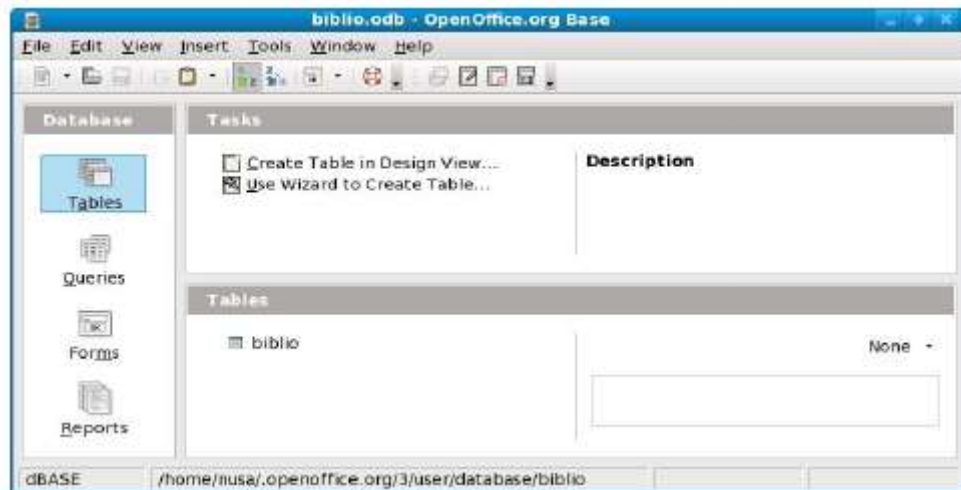 biblio.odb - OpenOffice.org Base
File Edit View Insert Tools Window Help
Database
Tables
Queries
Forms
Reports
Tasks
Create Table in Design View...
Use Wizard to Create Table...
Description
Tables
biblio
None
dBASE
/home/nusa/.openoffice.org/3/user/database/biblio